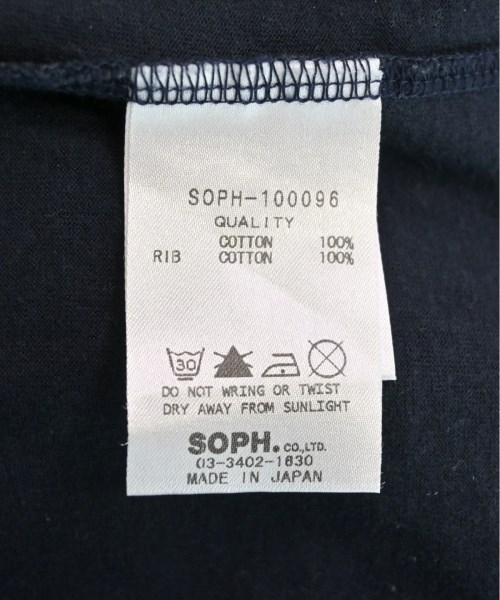 SOPH-100096
QUALITY
COTTON 100%
RIB COTTON 100%
30
DO NOT WRING OR TWIST
DRY AWAY FROM SUNLIGHT
SOPH. CO.,LTD.
03-3402-1830
MADE IN JAPAN